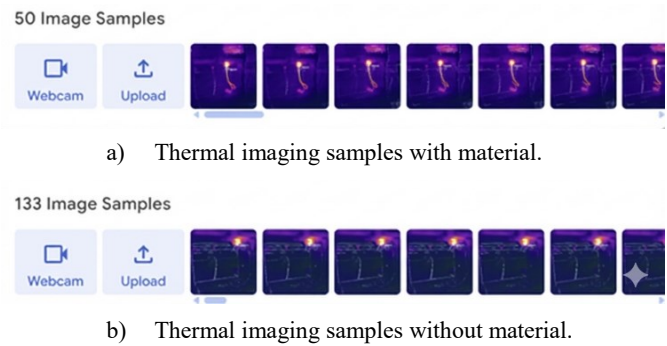 50 Image Samples
Webcam Upload
a) Thermal imaging samples with material.
133 Image Samples
Webcam Upload
b) Thermal imaging samples without material.